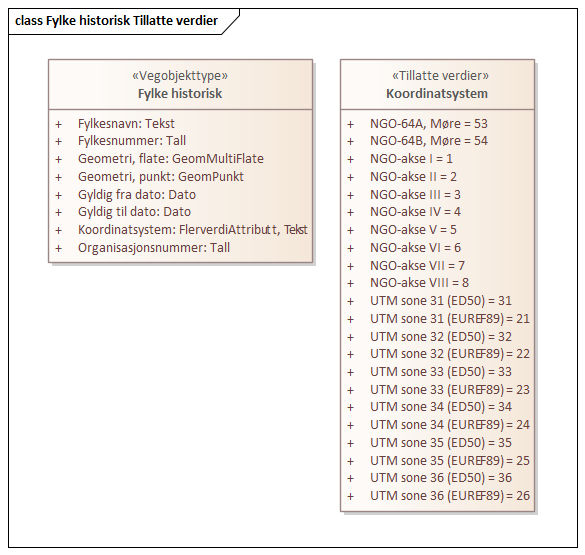 class Fylke historisk Tillatte verdier
«Vegobjekttype»
Fylke historisk
+ Fylkesnavn: Tekst
+ Fylkesnummer: Tall
+ Geometri, flate: GeomMultiFlate
+ Geometri, punkt: GeomPunkt
+ Gyldig fra dato: Dato
+ Gyldig til dato: Dato
+ Koordinatsystem: FlerverdiAttributt, Tekst
+ Organisasjonsnummer: Tall
«Tillatte verdier»
Koordinatsystem
+ NGO-64A, Møre = 53
+ NGO-64B, Møre = 54
+ NGO-akse I = 1
+ NGO-akse II = 2
+ NGO-akse III = 3
+ NGO-akse IV = 4
+ NGO-akse V = 5
+ NGO-akse VI = 6
+ NGO-akse VII = 7
+ NGO-akse VIII = 8
+ UTM sone 31 (ED50) = 31
+ UTM sone 31 (EUREF89) = 21
+ UTM sone 32 (ED50) = 32
+ UTM sone 32 (EUREF89) = 22
+ UTM sone 33 (ED50) = 33
+ UTM sone 33 (EUREF89) = 23
+ UTM sone 34 (ED50) = 34
+ UTM sone 34 (EUREF89) = 24
+ UTM sone 35 (ED50) = 35
+ UTM sone 35 (EUREF89) = 25
+ UTM sone 36 (ED50) = 36
+ UTM sone 36 (EUREF89) = 26